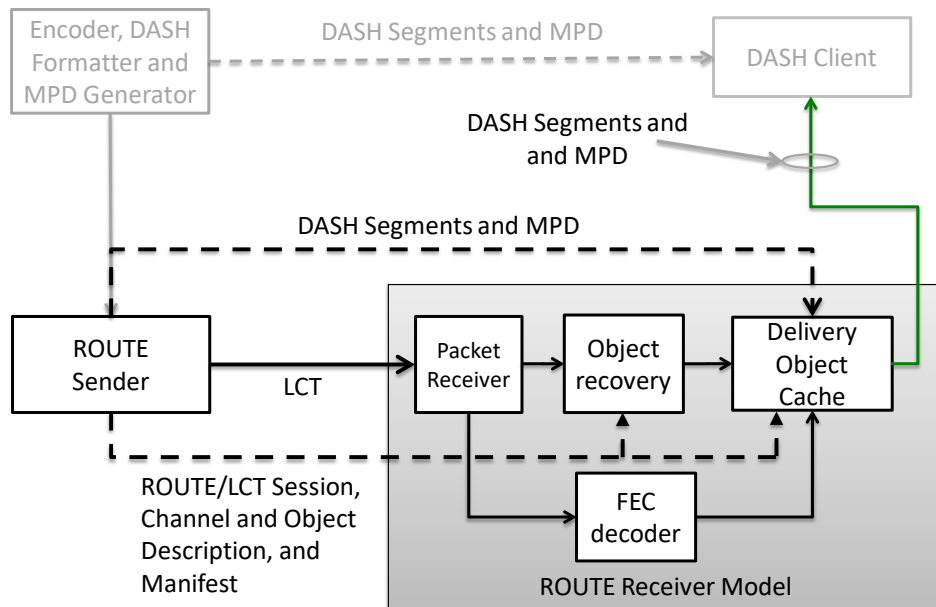 Encoder, DASH
Formatter and
MPD Generator
DASH Segments and MPD
DASH Client
DASH Segments and
and MPD
DASH Segments and MPD
ROUTE
Sender
LCT
Packet
Receiver
Object
recovery
Delivery
Object
Cache
ROUTE/LCT Session,
Channel and Object
Description, and
Manifest
FEC
decoder
ROUTE Receiver Model